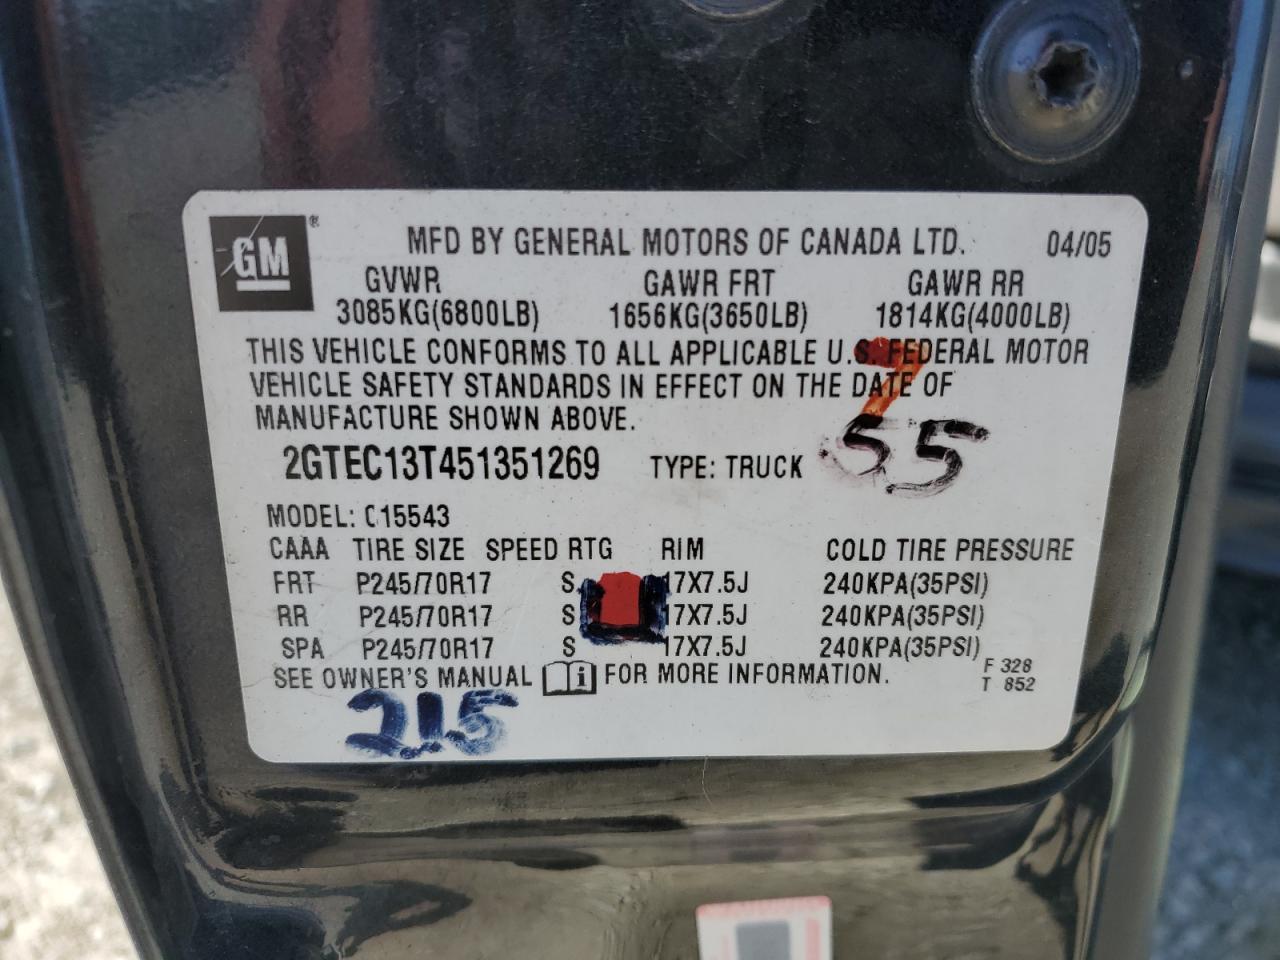 GM ® MFD BY GENERAL MOTORS OF CANADA LTD. 04/05
GVWR GAWR FRT GAWR RR
3085KG(6800LB) 1656KG(3650LB) 1814KG(4000LB)
THIS VEHICLE CONFORMS TO ALL APPLICABLE U.S. FEDERAL MOTOR
VEHICLE SAFETY STANDARDS IN EFFECT ON THE DATE OF
MANUFACTURE SHOWN ABOVE.
7
55
2GTEC13T451351269 TYPE: TRUCK
MODEL: C15543
CAAA TIRE SIZE SPEED RTG RIM COLD TIRE PRESSURE
FRT P245/70R17 S 17X7.5J 240KPA(35PSI)
RR P245/70R17 S 17X7.5J 240KPA(35PSI)
SPA P245/70R17 S 17X7.5J 240KPA(35PSI)
SEE OWNER'S MANUAL i FOR MORE INFORMATION.
F 328
T 852
215